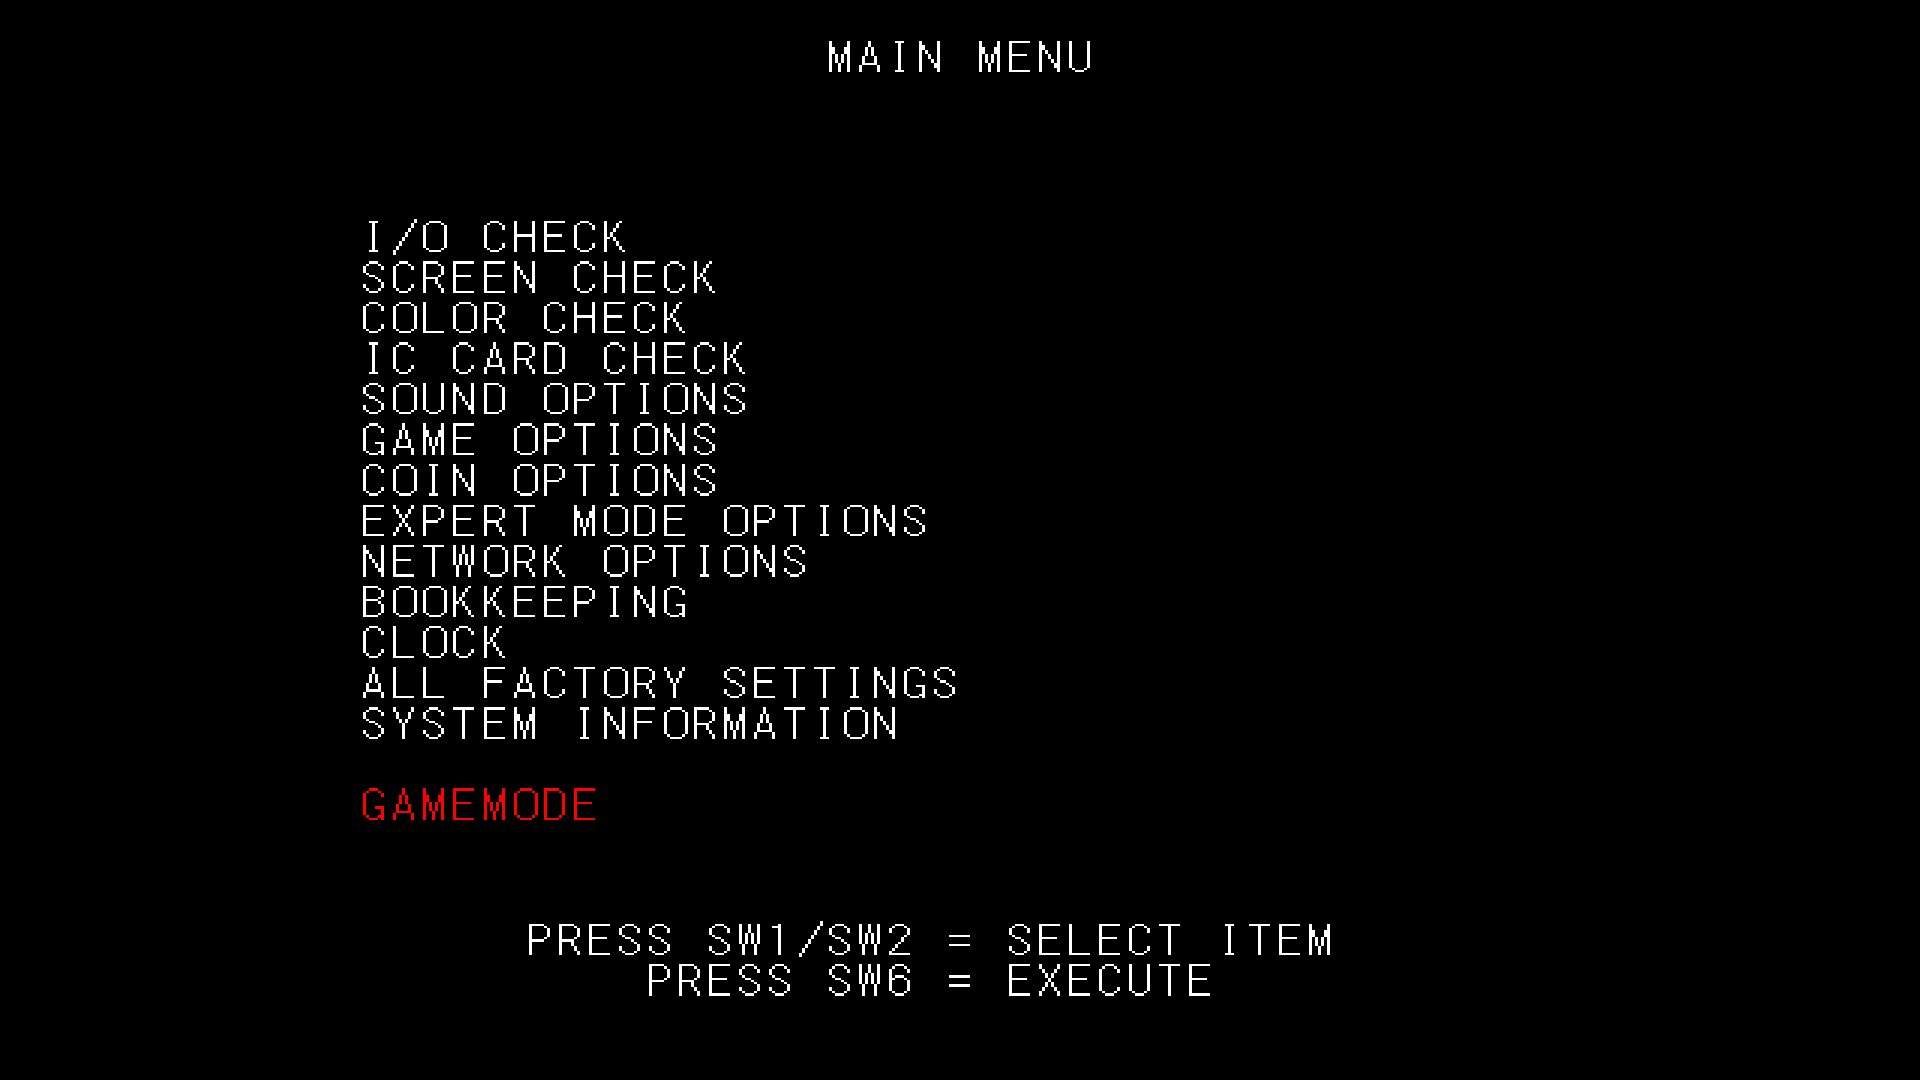 MAIN MENU
I/O CHECK
SCREEN CHECK
COLOR CHECK
IC CARD CHECK
SOUND OPTIONS
GAME OPTIONS
COIN OPTIONS
EXPERT MODE OPTIONS
NETWORK OPTIONS
BOOKKEEPING
CLOCK
ALL FACTORY SETTINGS
SYSTEM INFORMATION
GAMEMODE
PRESS SW1/SW2 = SELECT ITEM
PRESS SW6 = EXECUTE